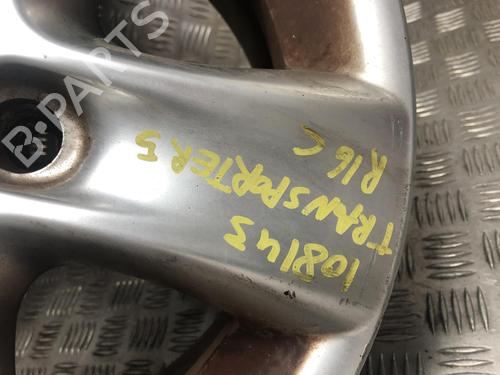 B-PARTS
108143
TRANSPORTER 5
R16 C